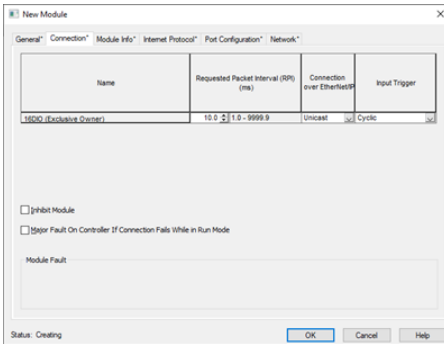 New Module
General* Connection* Module Info* Internet Protocol* Port Configuration* Network*
Name Requested Packet Interval (RPI) (ms) Connection over EtherNet/IP Input Trigger
16DIO (Exclusive Owner) 10.0 1.0 - 9999.9 Unicast Cyclic
Inhibit Module
Major Fault On Controller If Connection Fails While in Run Mode
Module Fault
Status: Creating OK Cancel Help